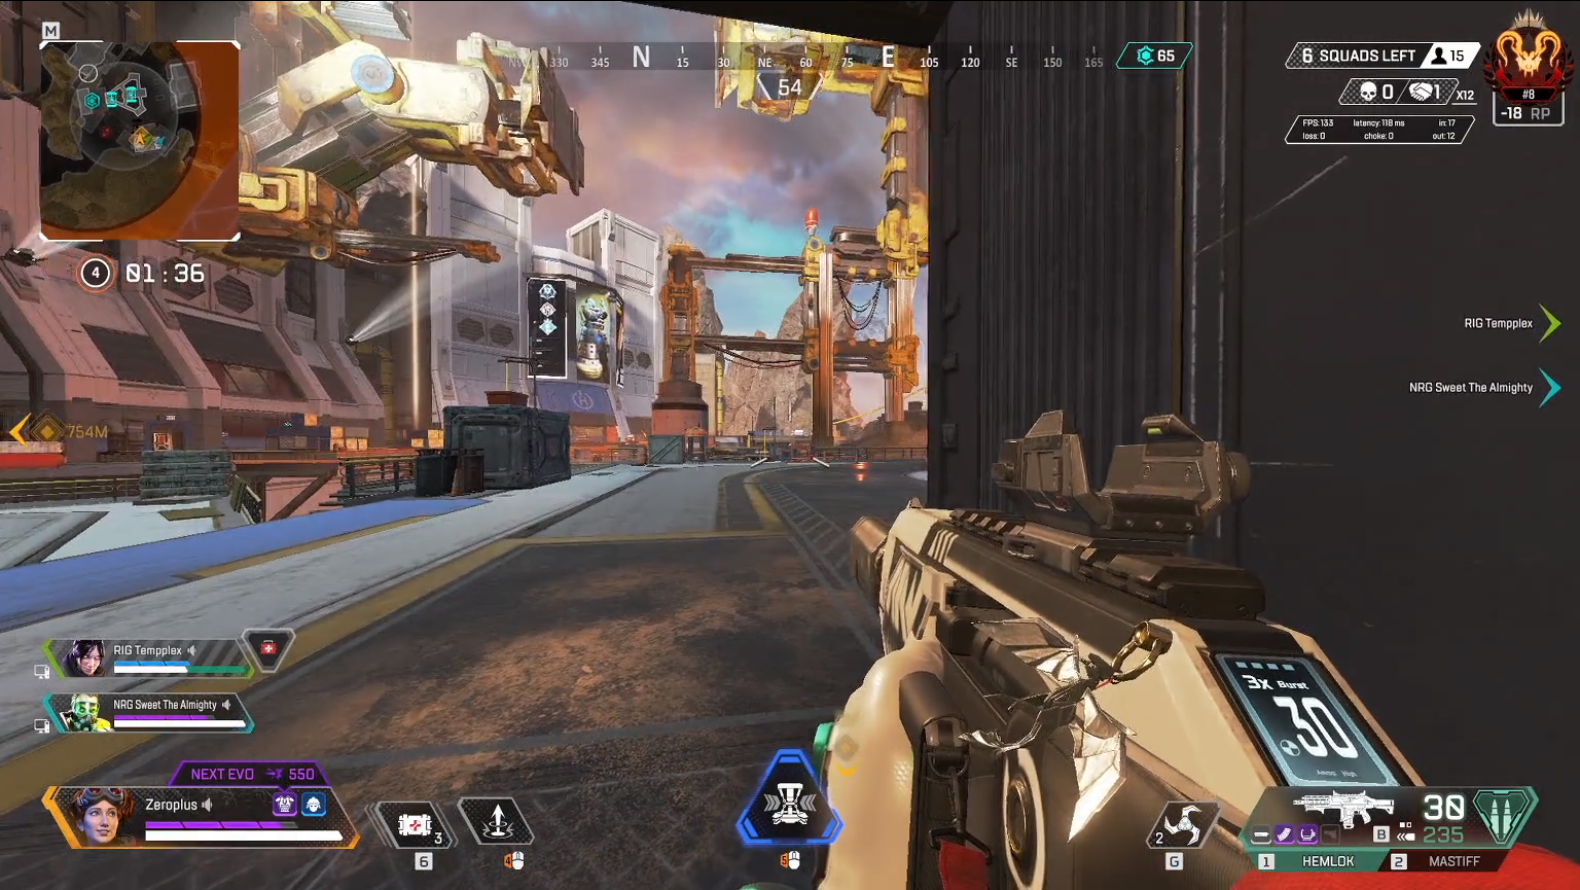 M
330
345
N
15
30
NE
60
75
E
105
120
SE
150
165
54
65
6 SQUADS LEFT
15
0
1
X12
#8
-18 RP
FPS: 133
latency: 118 ms
in: 17
loss: 0
choke: 0
out: 12
4
01:36
RIG Tempplex
NRG Sweet The Almighty
754M
RIG Tempplex
NRG Sweet The Almighty
NEXT EVO
550
Zeroplus
3
6
4
5
2
G
3x Burst
30
30
235
B
1
HEMLOK
2
MASTIFF